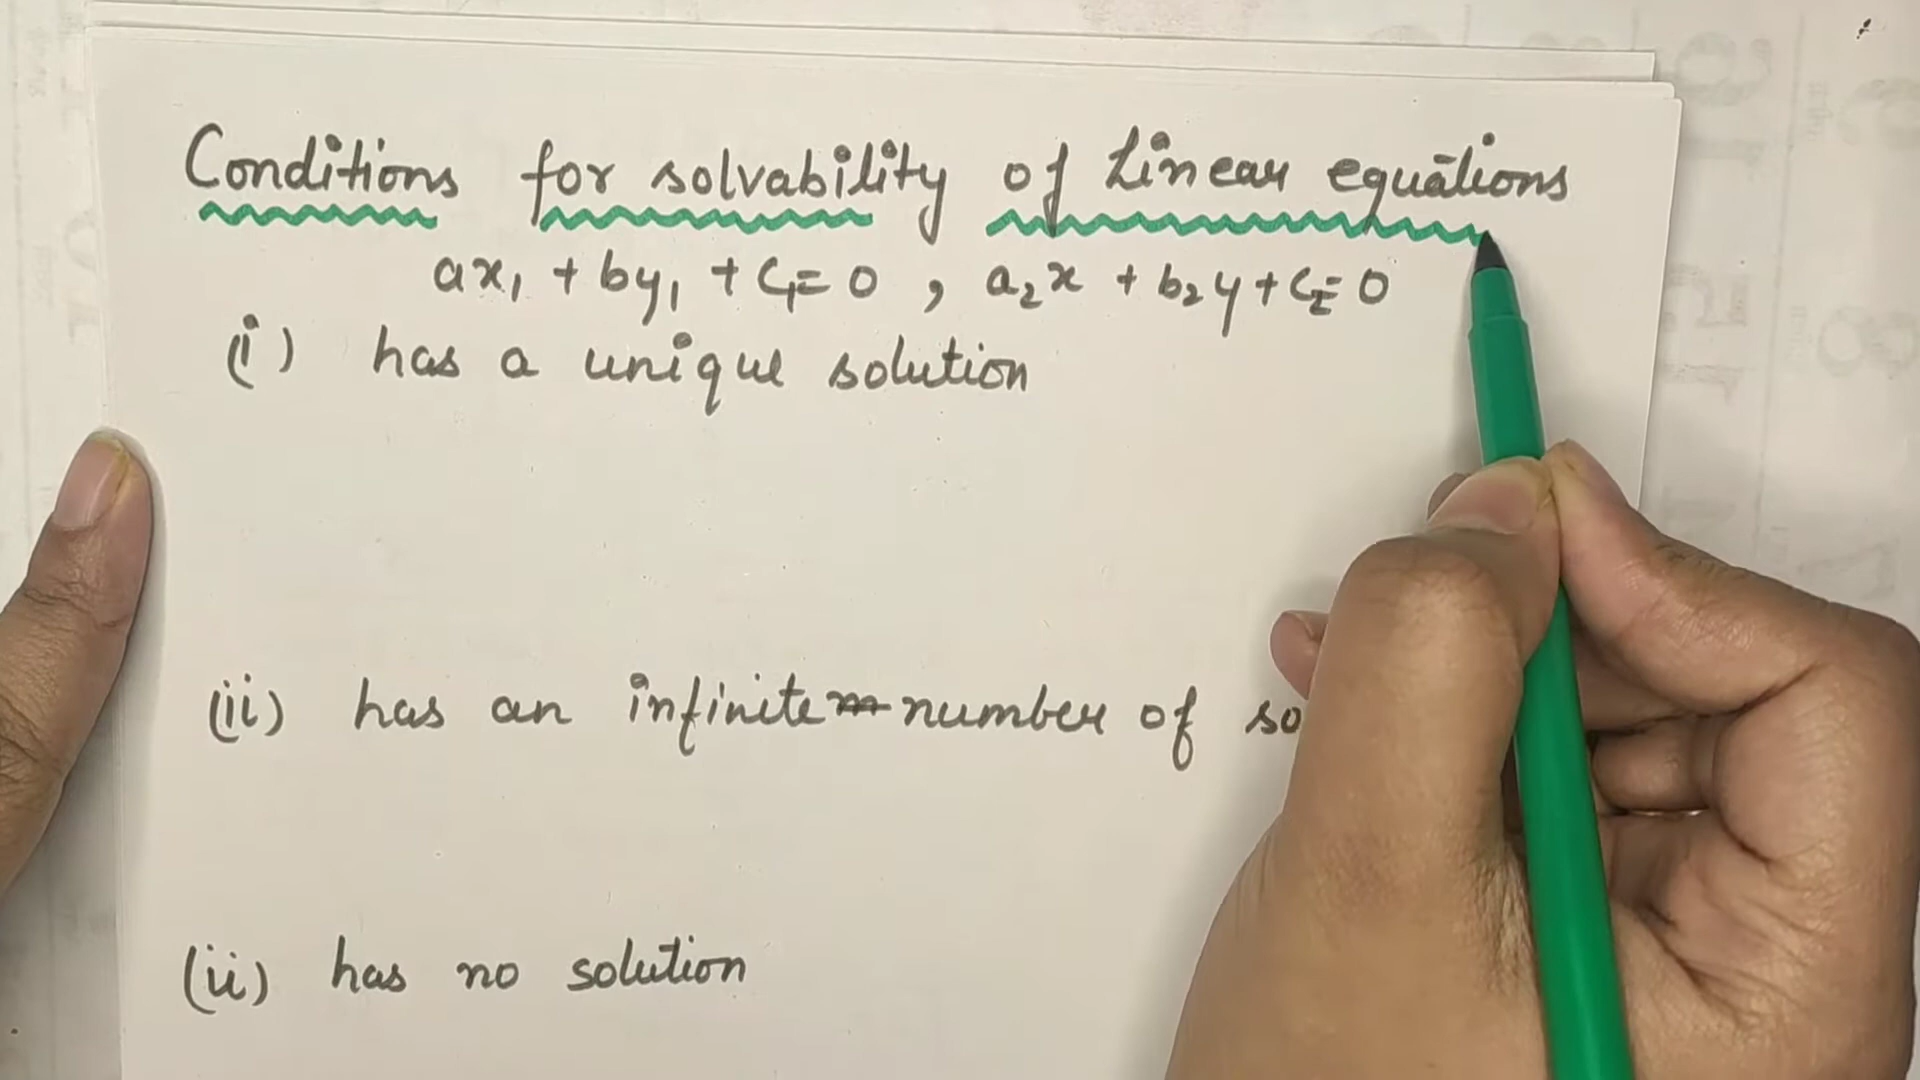 Conditions for solvability of Linear equations
ax₁ + by₁ + C₁= 0 , a₂x + b₂y + C₂= 0
(i) has a unique solution
(ii) has an infinite number of so
(ii) has no solution